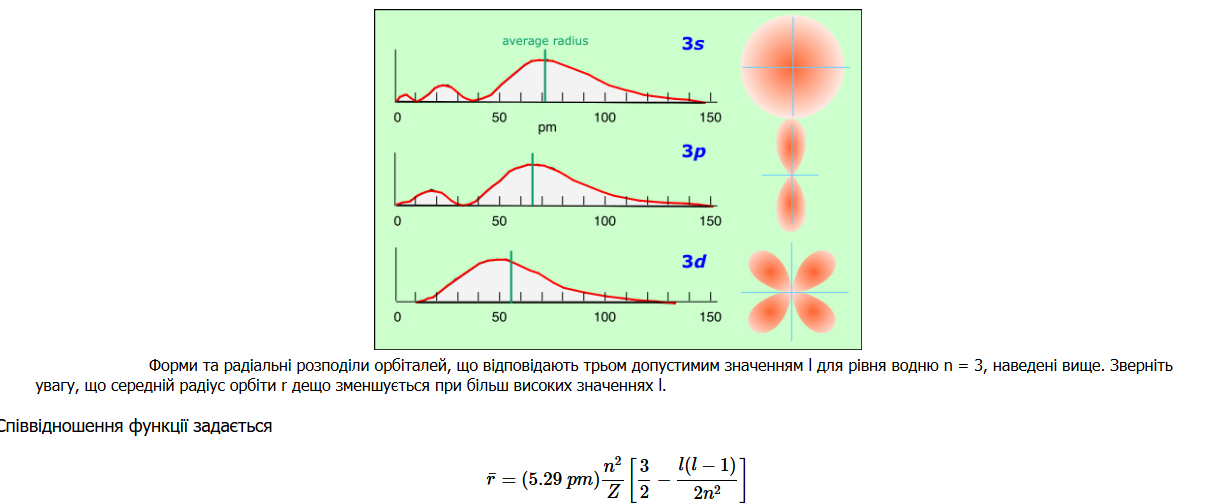 average radius
3s
0 50 100 150
pm
3p
0 50 100 150
3d
0 50 100 150
Форми та радіальні розподіли орбіталей, що відповідають трьом допустимим значенням l для рівня водню n = 3, наведені вище. Зверніть
увагу, що середній радіус орбіти r дещо зменшується при більш високих значеннях l.
Співвідношення функції задається
r̄ = (5.29 pm) n²/Z [3/2 − l(l − 1)/2n²]